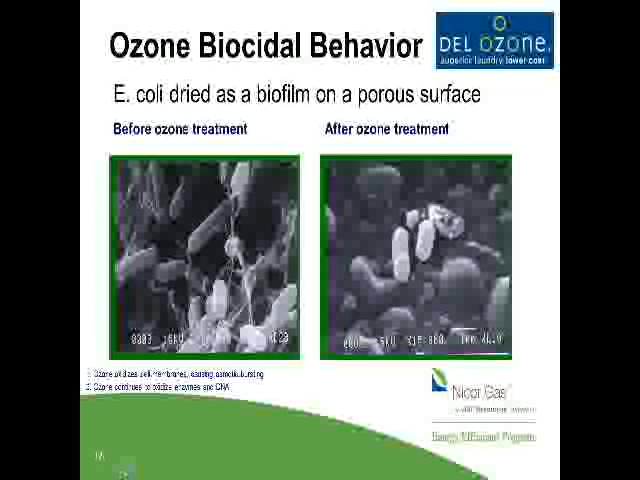 Ozone Biocidal Behavior
DEL OZONE.
superior laundry. lower cost.
E. coli dried as a biofilm on a porous surface
Before ozone treatment
After ozone treatment
1. Ozone oxidizes cell membranes, causing osmotic bursting
2. Ozone continues to oxidize enzymes and DNA
Nicor Gas
Energy Efficiency Program